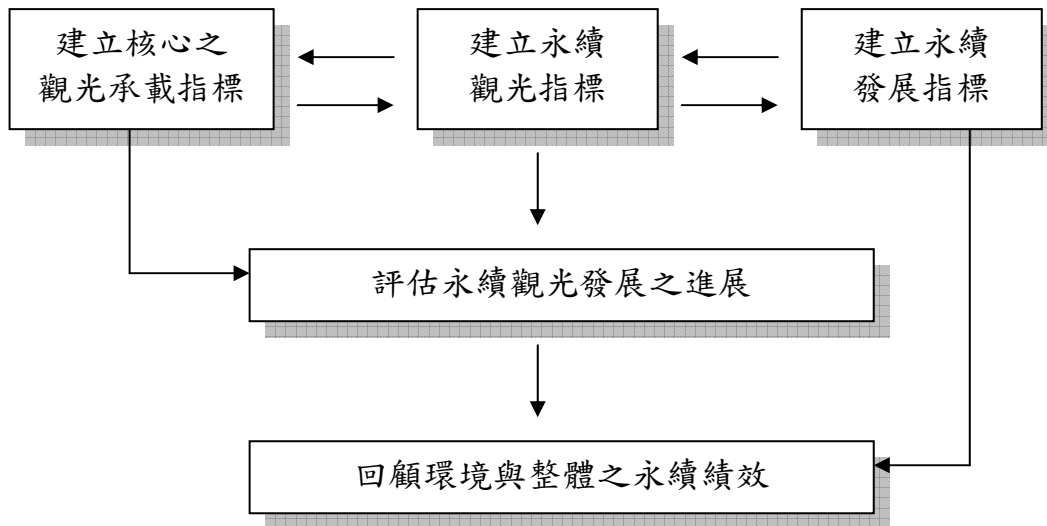 建立核心之
觀光承載指標
建立永續
觀光指標
建立永續
發展指標
評估永續觀光發展之進展
回顧環境與整體之永續績效